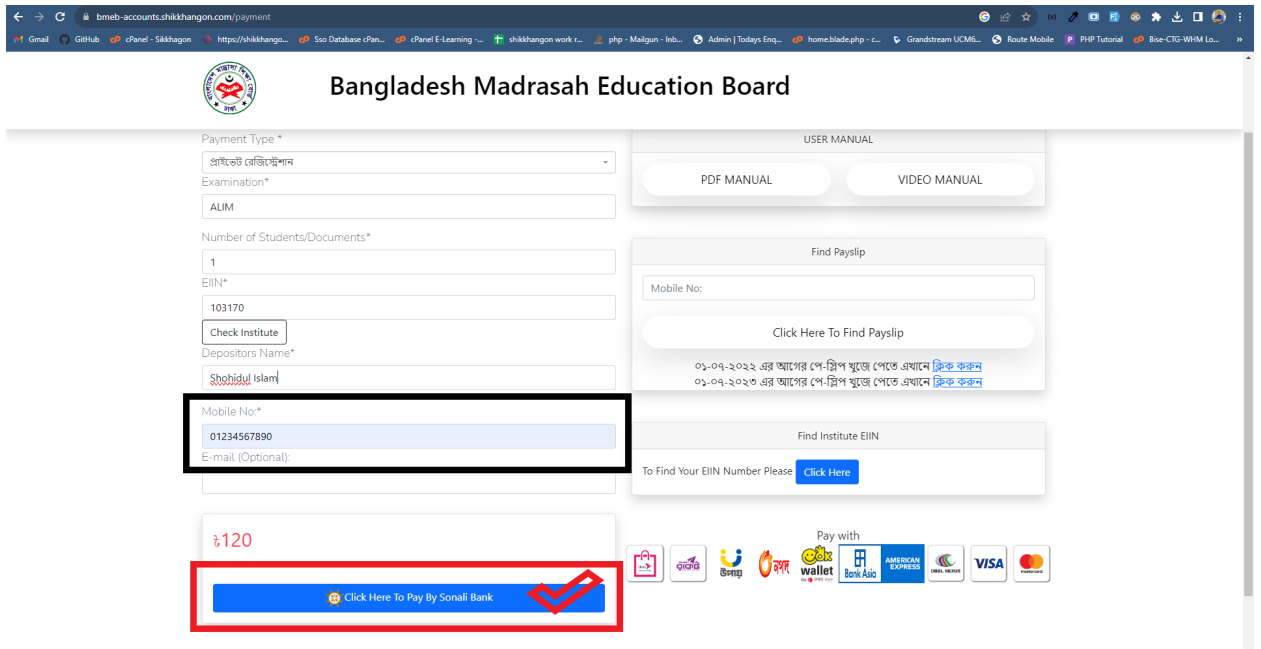 bmeb-accounts.shikkhangon.com/payment
Gmail GitHub cPanel - Sikkhagon https://shikkhango... Sso Database cPan... cPanel E-Learning -... shikkhangon work r... php - Mailgun - Inb... Admin | Todays Enq... home.blade.php - c... Grandstream UCM6... Route Mobile PHP Tutorial Bise-CTG-WHM Lo... »
Bangladesh Madrasah Education Board
Payment Type *
প্রাইভেট রেজিস্ট্রেশান
Examination*
ALIM
Number of Students/Documents*
1
EIIN*
103170
Check Institute
Depositors Name*
Shohidul Islam
Mobile No:*
01234567890
E-mail (Optional):
৳120
Click Here To Pay By Sonali Bank
USER MANUAL
PDF MANUAL VIDEO MANUAL
Find Payslip
Mobile No:
Click Here To Find Payslip
০১-০৭-২০২২ এর আগের পে-স্লিপ খুজে পেতে এখানে ক্লিক করুন
০১-০৭-২০২৩ এর আগের পে-স্লিপ খুজে পেতে এখানে ক্লিক করুন
Find Institute EIIN
To Find Your EIIN Number Please Click Here
Pay with
উপায় নগদ wallet Bank Asia AMERICAN EXPRESS DBBL NEXUS VISA mastercard